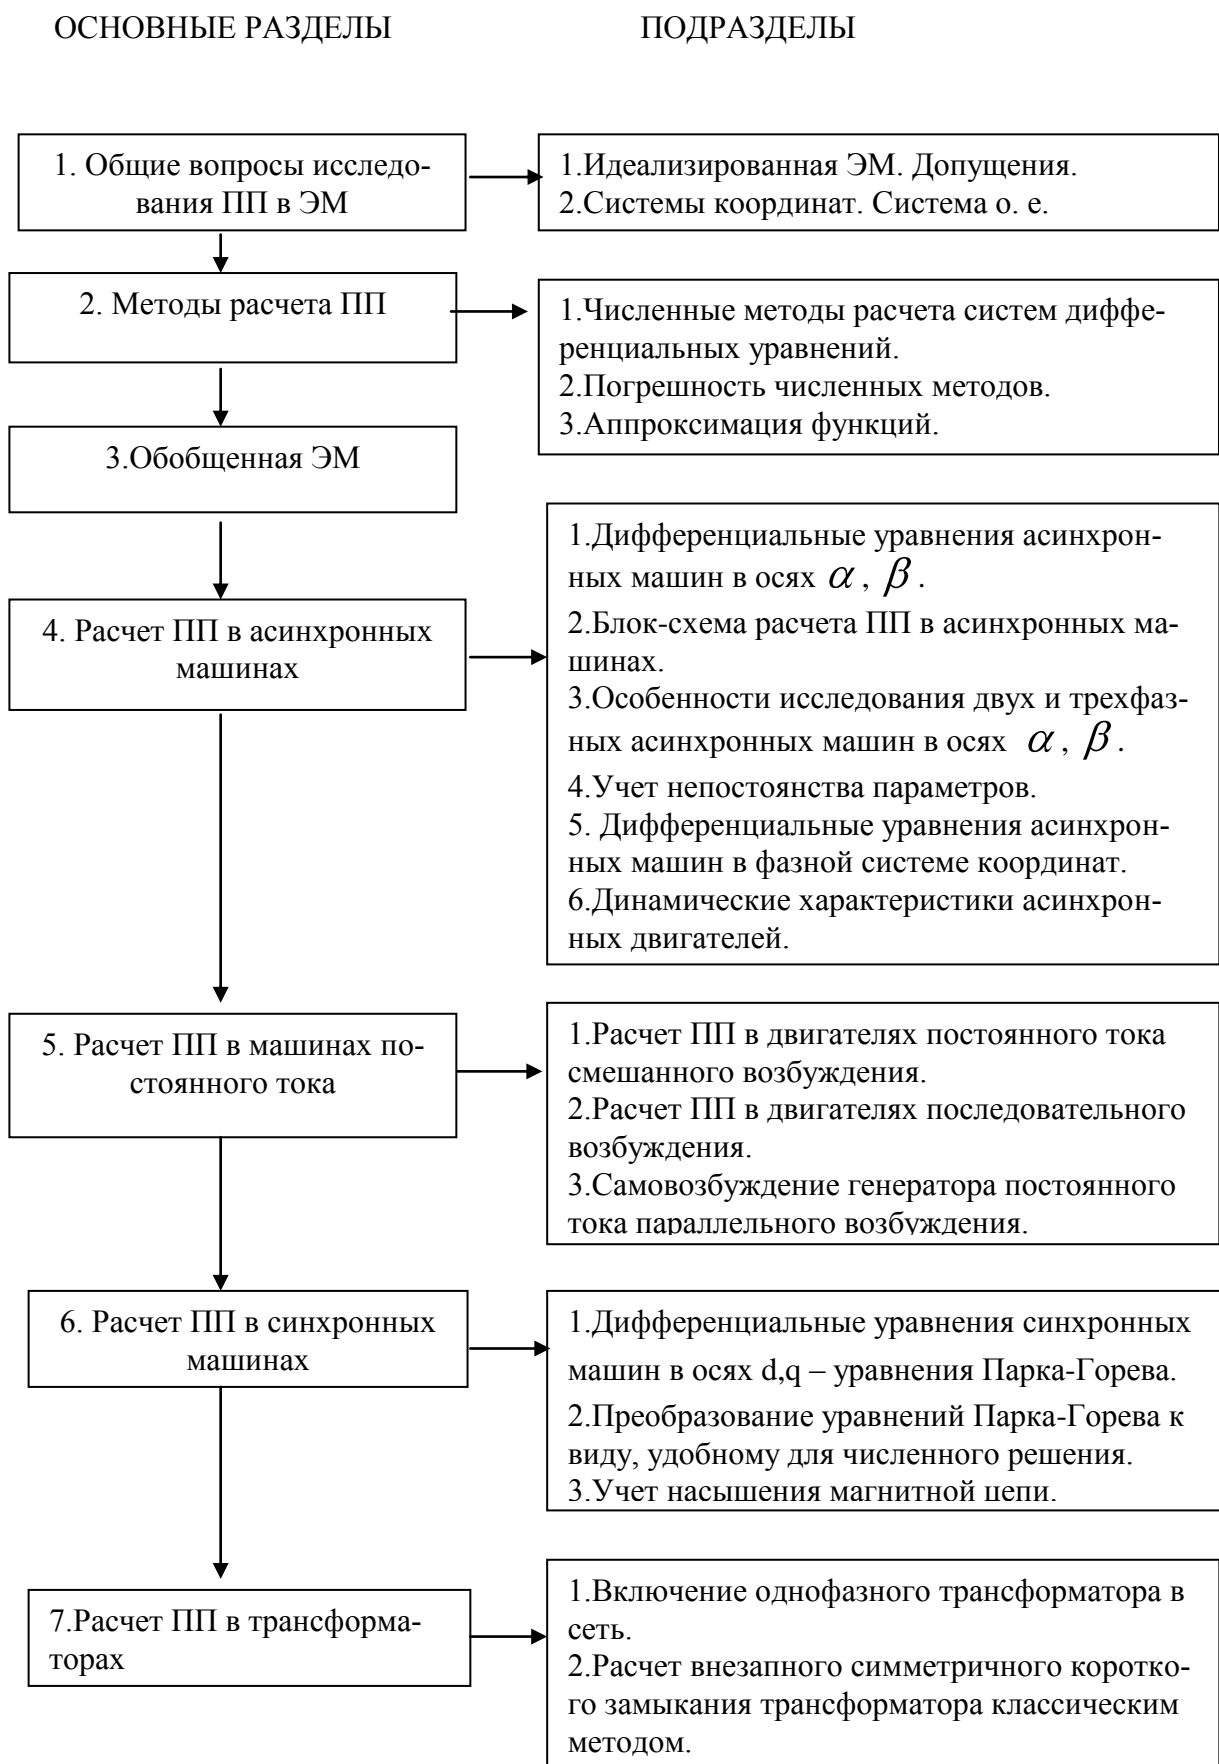 ОСНОВНЫЕ РАЗДЕЛЫ
ПОДРАЗДЕЛЫ
1. Общие вопросы исследо-
вания ПП в ЭМ
1.Идеализированная ЭМ. Допущения.
2.Системы координат. Система о. е.
2. Методы расчета ПП
1.Численные методы расчета систем диффе-
ренциальных уравнений.
2.Погрешность численных методов.
3.Аппроксимация функций.
3.Обобщенная ЭМ
4. Расчет ПП в асинхронных
машинах
1.Дифференциальные уравнения асинхрон-
ных машин в осях α , β .
2.Блок-схема расчета ПП в асинхронных ма-
шинах.
3.Особенности исследования двух и трехфаз-
ных асинхронных машин в осях α , β .
4.Учет непостоянства параметров.
5. Дифференциальные уравнения асинхрон-
ных машин в фазной системе координат.
6.Динамические характеристики асинхрон-
ных двигателей.
5. Расчет ПП в машинах по-
стоянного тока
1.Расчет ПП в двигателях постоянного тока
смешанного возбуждения.
2.Расчет ПП в двигателях последовательного
возбуждения.
3.Самовозбуждение генератора постоянного
тока параллельного возбуждения.
6. Расчет ПП в синхронных
машинах
1.Дифференциальные уравнения синхронных
машин в осях d,q – уравнения Парка-Горева.
2.Преобразование уравнений Парка-Горева к
виду, удобному для численного решения.
3.Учет насыщения магнитной цепи.
7.Расчет ПП в трансформа-
торах
1.Включение однофазного трансформатора в
сеть.
2.Расчет внезапного симметричного коротко-
го замыкания трансформатора классическим
методом.